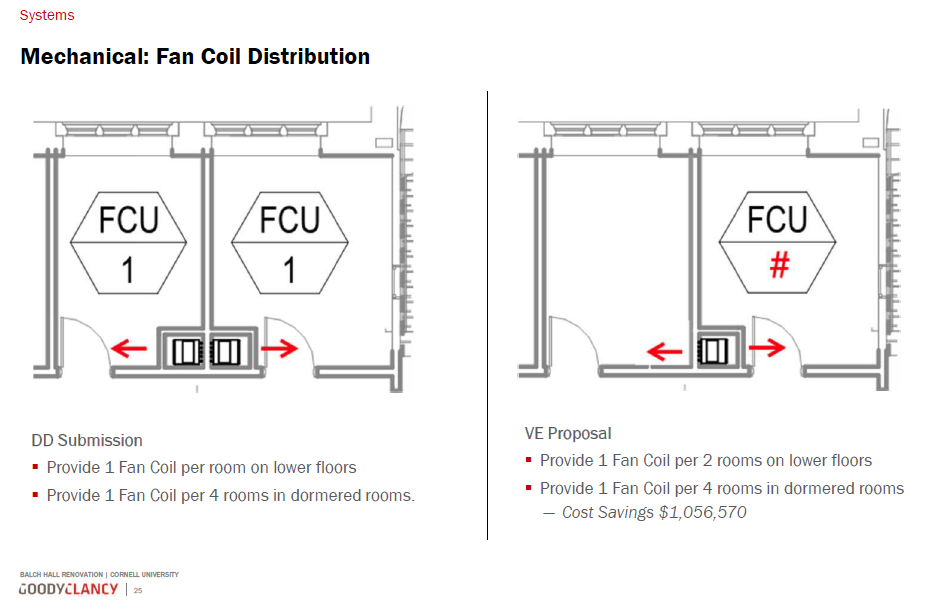 Systems
Mechanical: Fan Coil Distribution
FCU
1
FCU
1
FCU
#
DD Submission
▪ Provide 1 Fan Coil per room on lower floors
▪ Provide 1 Fan Coil per 4 rooms in dormered rooms.
VE Proposal
▪ Provide 1 Fan Coil per 2 rooms on lower floors
▪ Provide 1 Fan Coil per 4 rooms in dormered rooms
— Cost Savings $1,056,570
BALCH HALL RENOVATION | CORNELL UNIVERSITY
GOODYCLANCY | 25